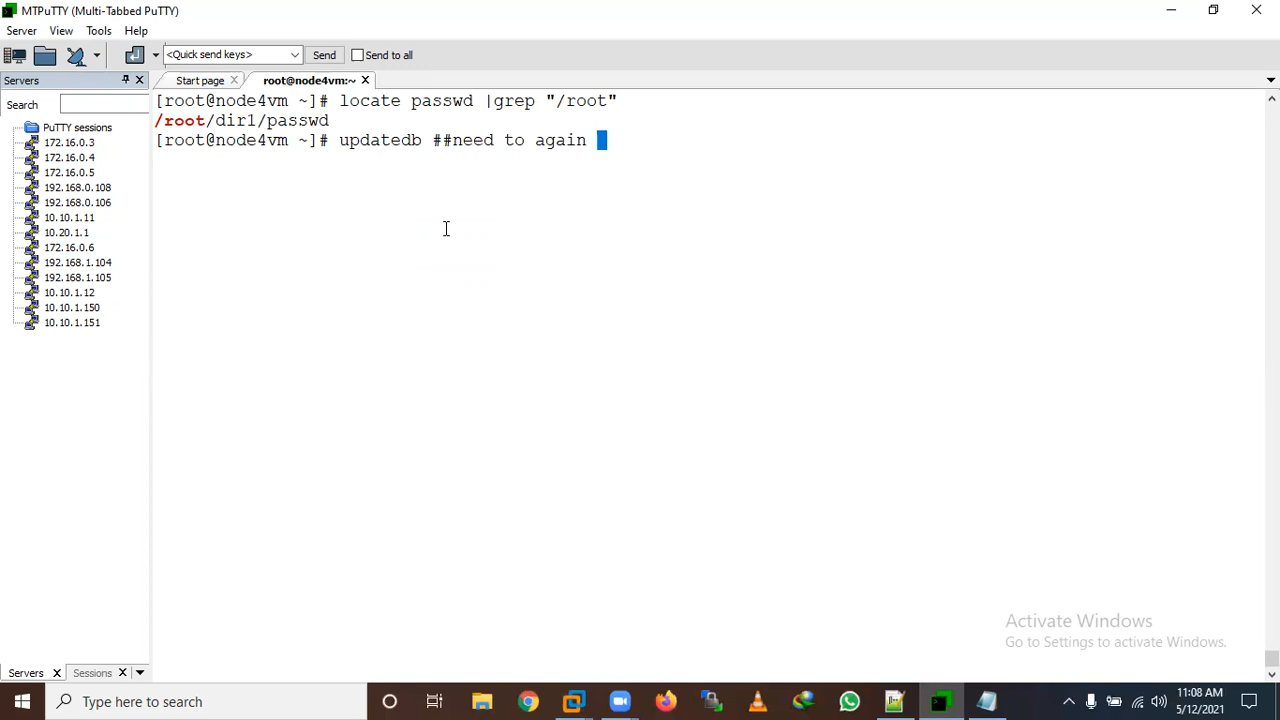 MTPuTTY (Multi-Tabbed PuTTY)
Server View Tools Help
<Quick send keys> Send Send to all
Servers
Start page root@node4vm:~
Search
PuTTY sessions
172.16.0.3
172.16.0.4
172.16.0.5
192.168.0.108
192.168.0.106
10.10.1.11
10.20.1.1
172.16.0.6
192.168.1.104
192.168.1.105
10.10.1.12
10.10.1.150
10.10.1.151
[root@node4vm ~]# locate passwd |grep "/root"
/root/dir1/passwd
[root@node4vm ~]# updatedb ##need to again
Activate Windows
Go to Settings to activate Windows.
Servers Sessions
Type here to search
11:08 AM
5/12/2021